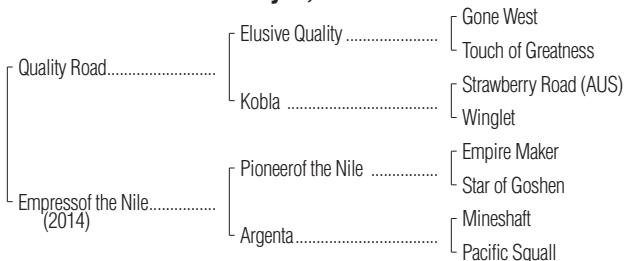 Gone West
Elusive Quality ....................
Touch of Greatness
Quality Road........................
Strawberry Road (AUS)
Kobla ................................
Winglet
Empire Maker
Pioneerof the Nile ...............
Star of Goshen
Empressof the Nile...............
(2014)
Mineshaft
Argenta...............................
Pacific Squall